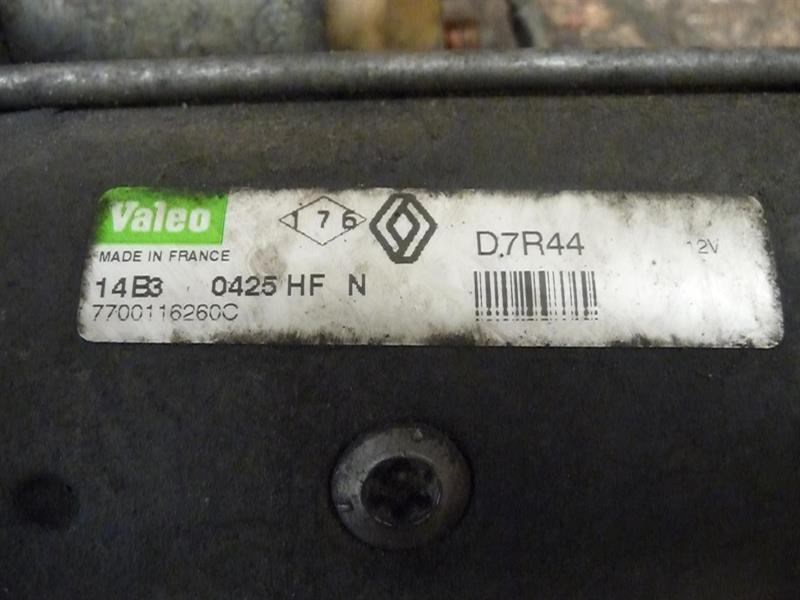 Valeo
MADE IN FRANCE
176
D7R44
12V
14B3 0425 HF N
7700116260C